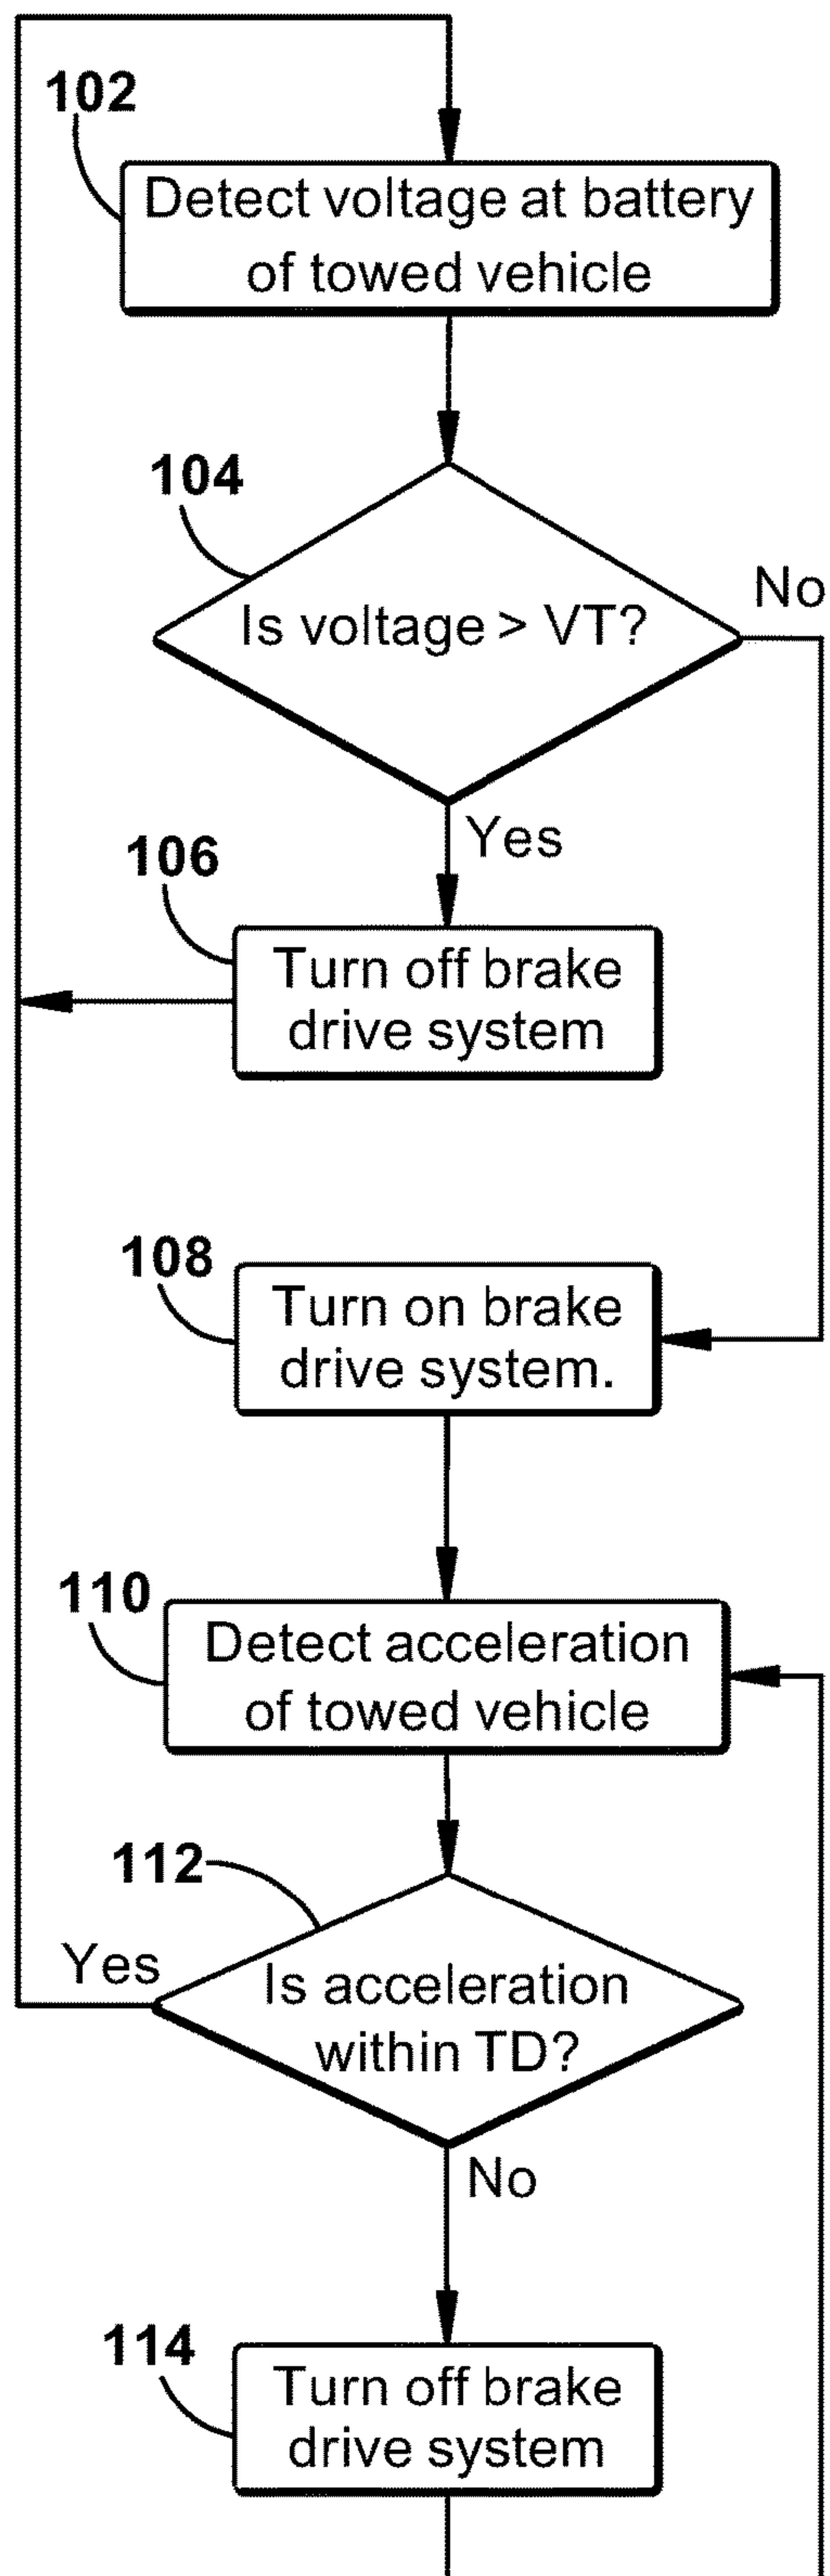 102
Detect voltage at battery
of towed vehicle
104
No
Is voltage > VT?
Yes
106
Turn off brake
drive system
108
Turn on brake
drive system.
110
Detect acceleration
of towed vehicle
112
Yes
Is acceleration
within TD?
No
114
Turn off brake
drive system